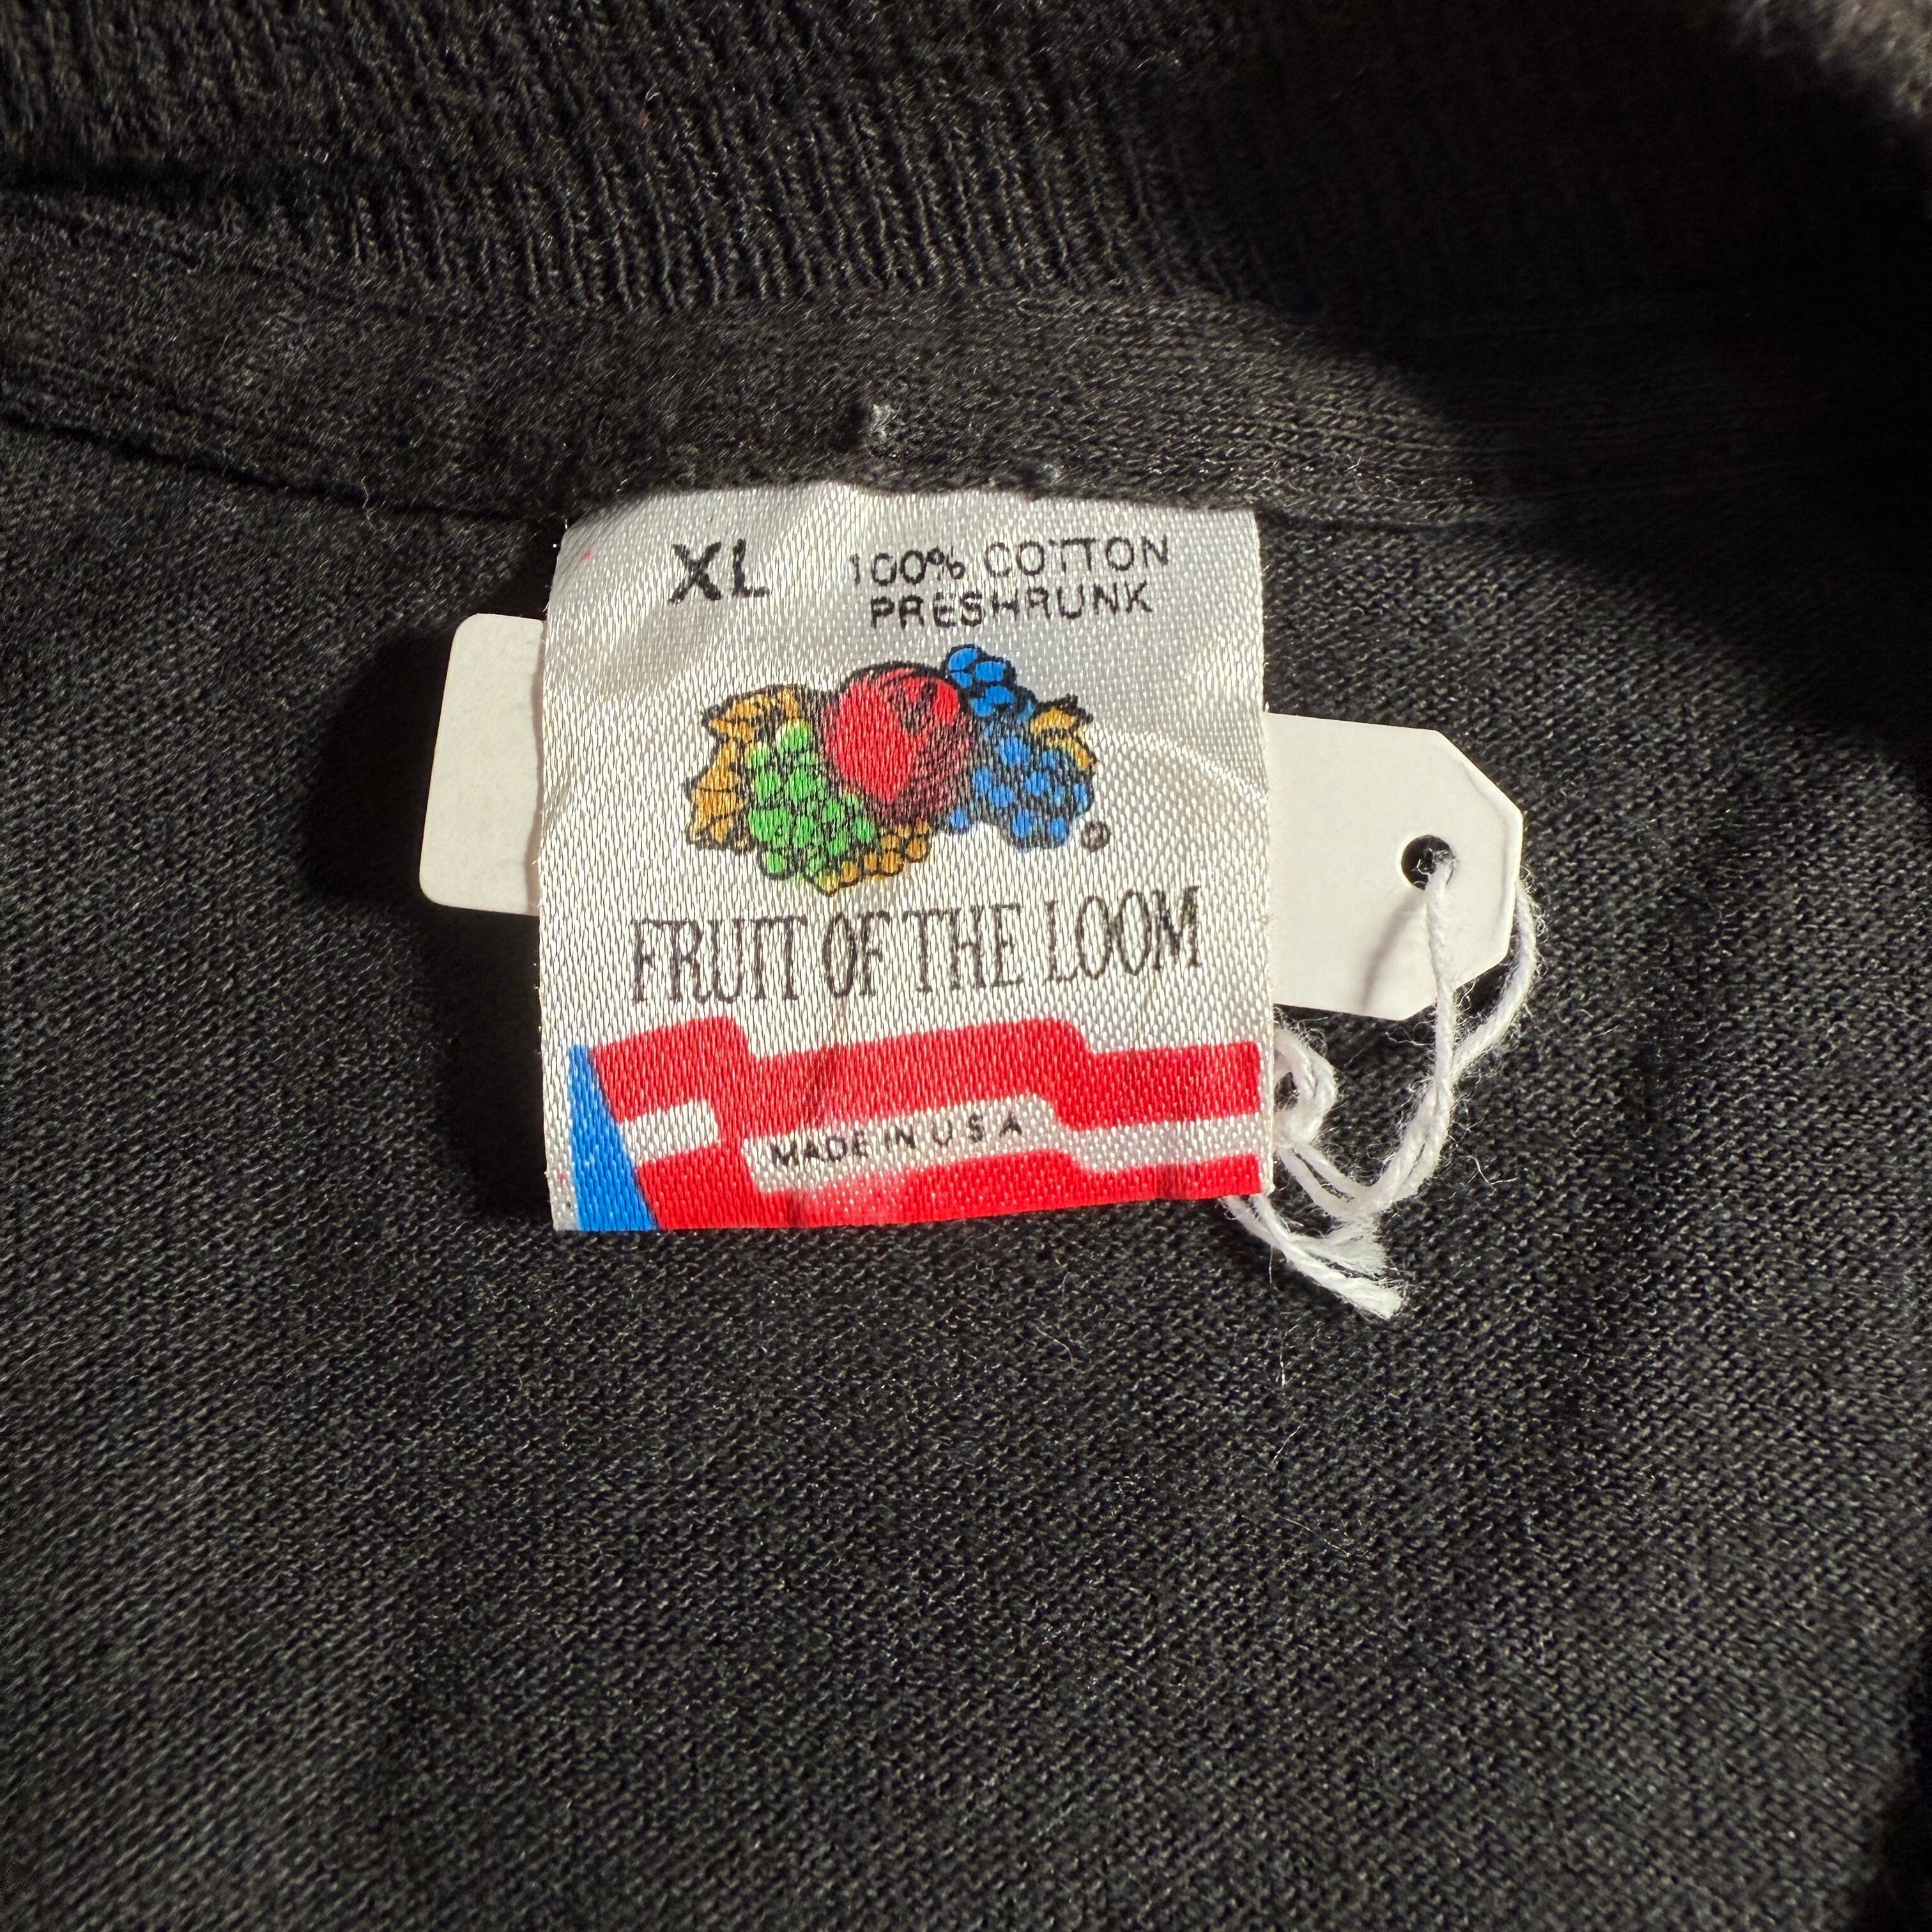 XL 100% COTTON
PRESHRUNK
®
FRUIT OF THE LOOM
MADE IN U S A